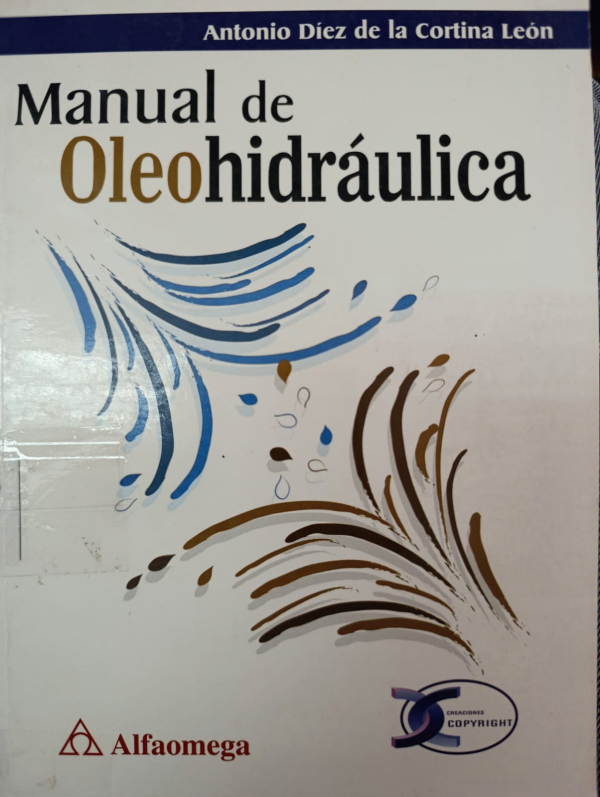 Antonio Díez de la Cortina León
Manual de
Oleohidráulica
CREACIONES
COPYRIGHT
Alfaomega